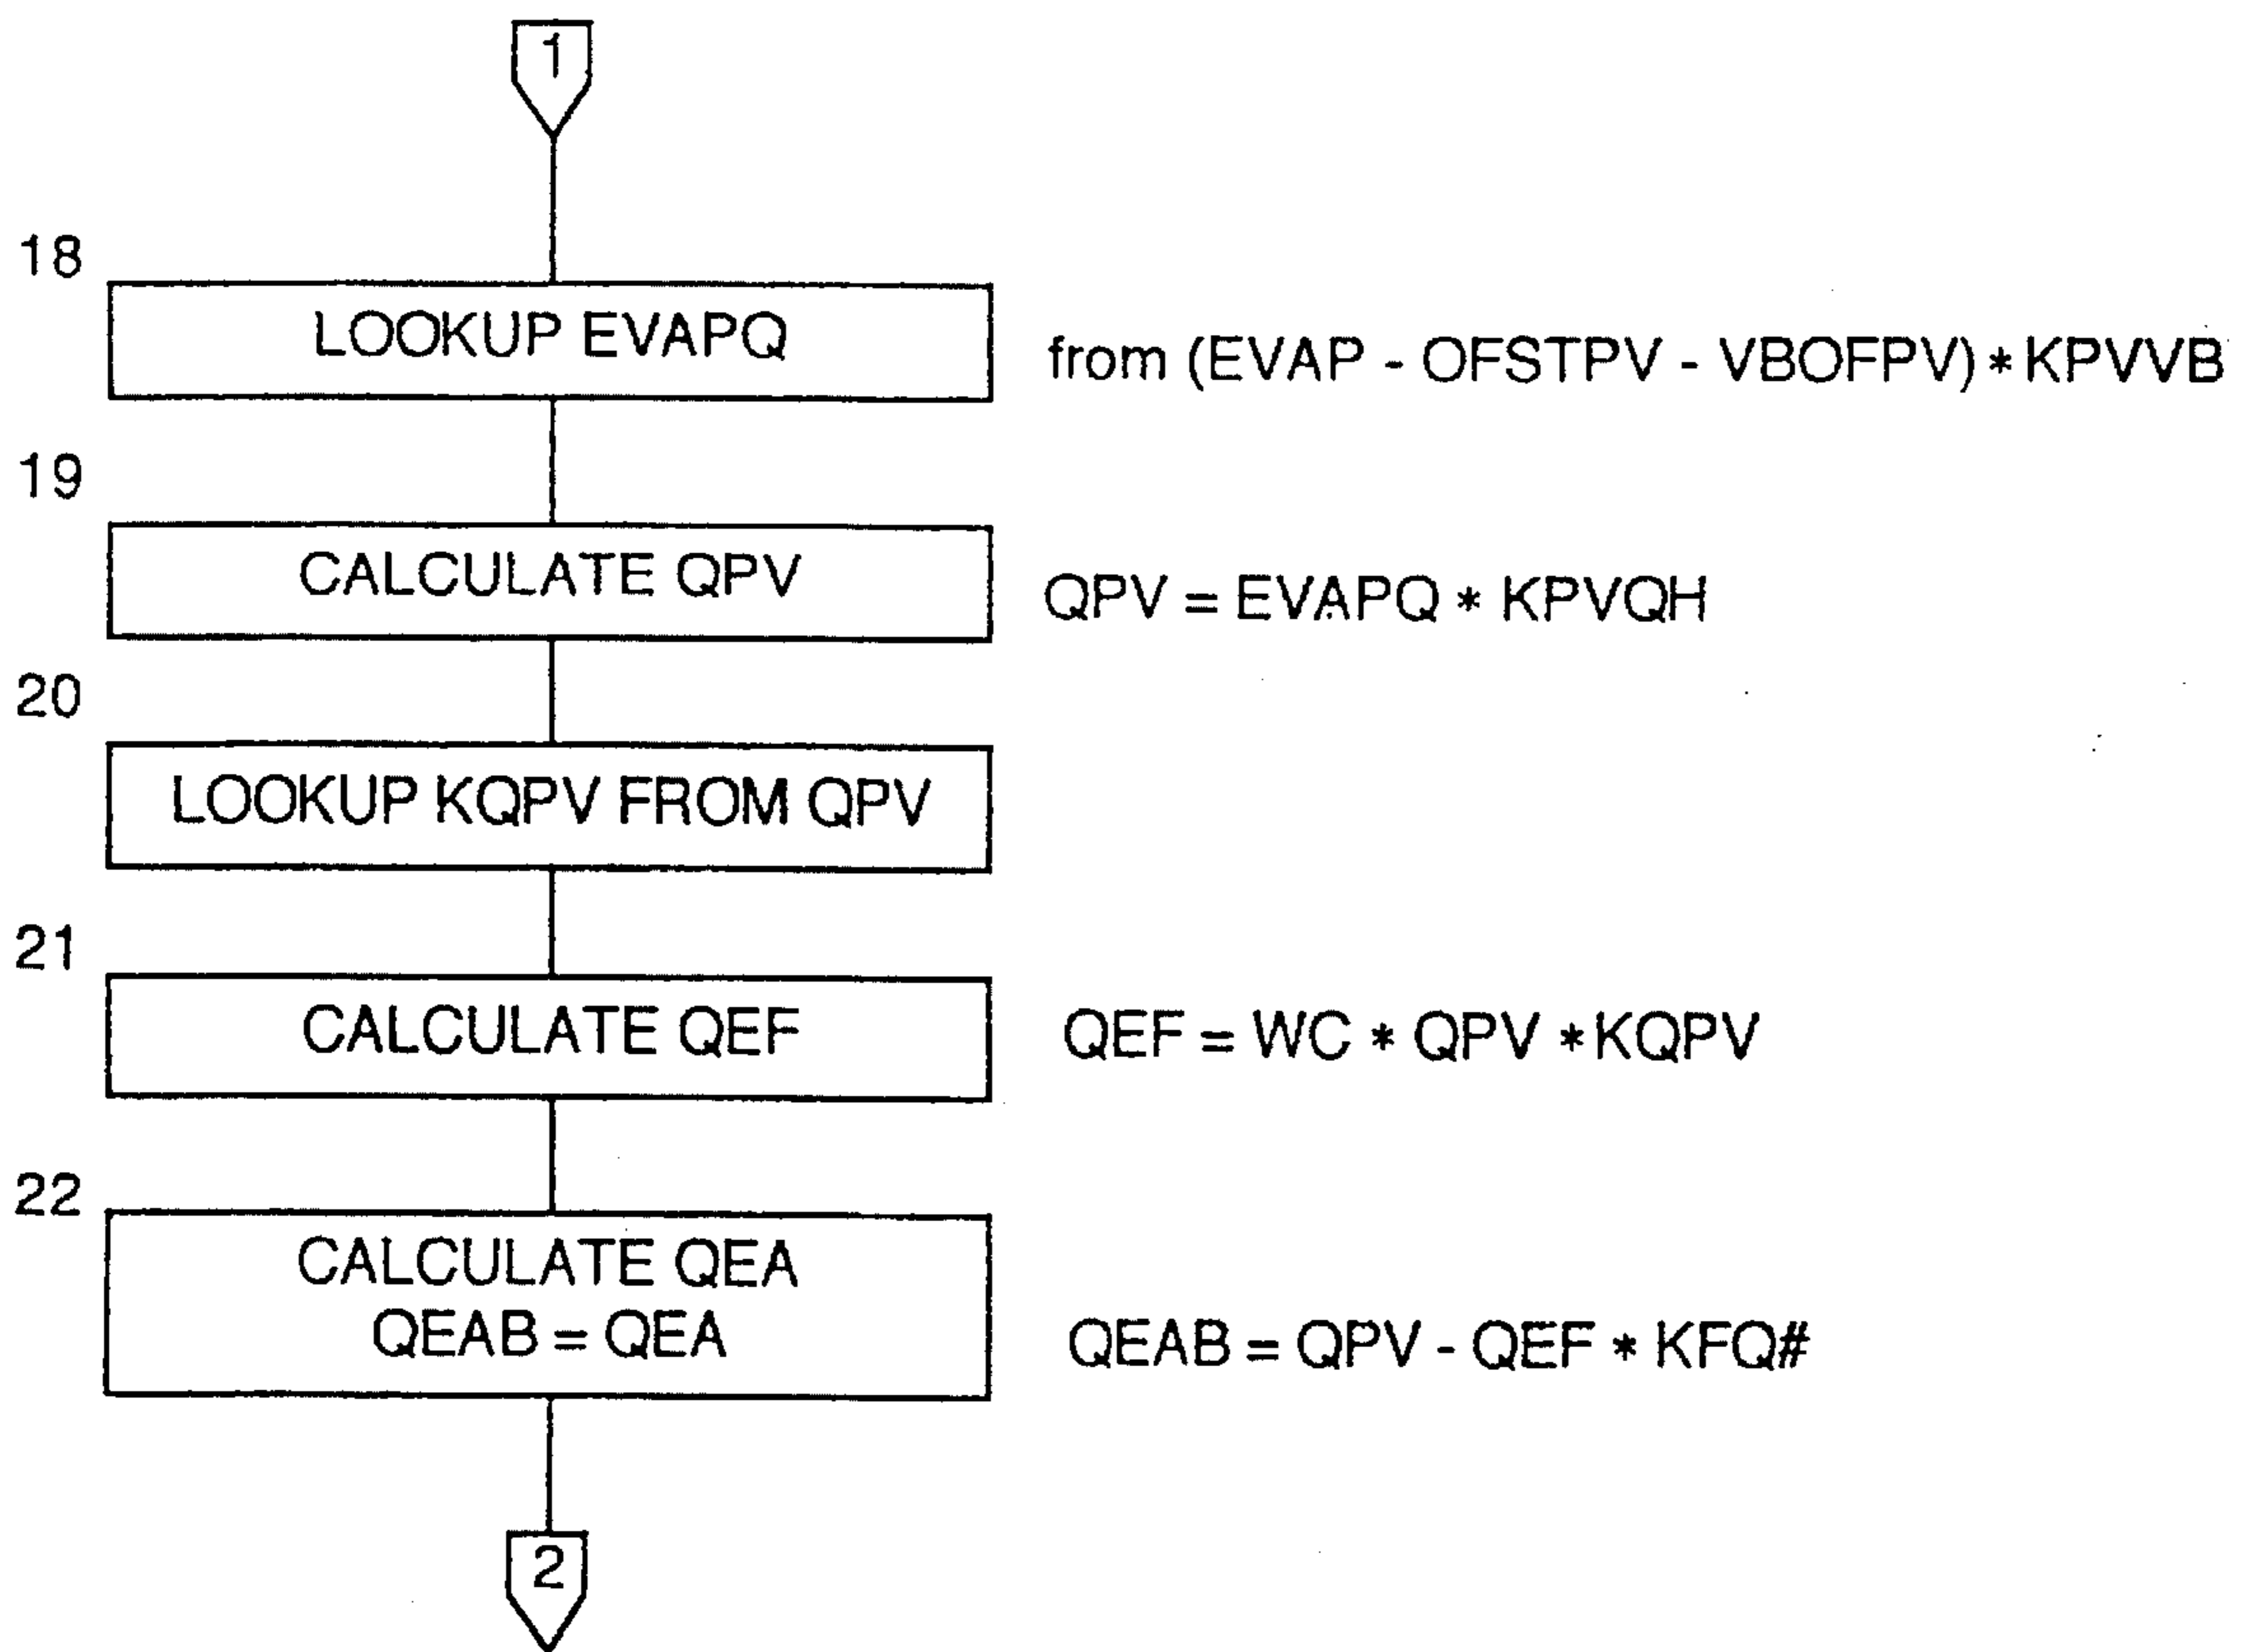 1
18
LOOKUP EVAPQ
from (EVAP - OFSTPV - VBOFPV) * KPVVB
19
CALCULATE QPV
QPV = EVAPQ * KPVQH
20
LOOKUP KQPV FROM QPV
21
CALCULATE QEF
QEF = WC * QPV * KQPV
22
CALCULATE QEA
QEAB = QEA
QEAB = QPV - QEF * KFQ#
2